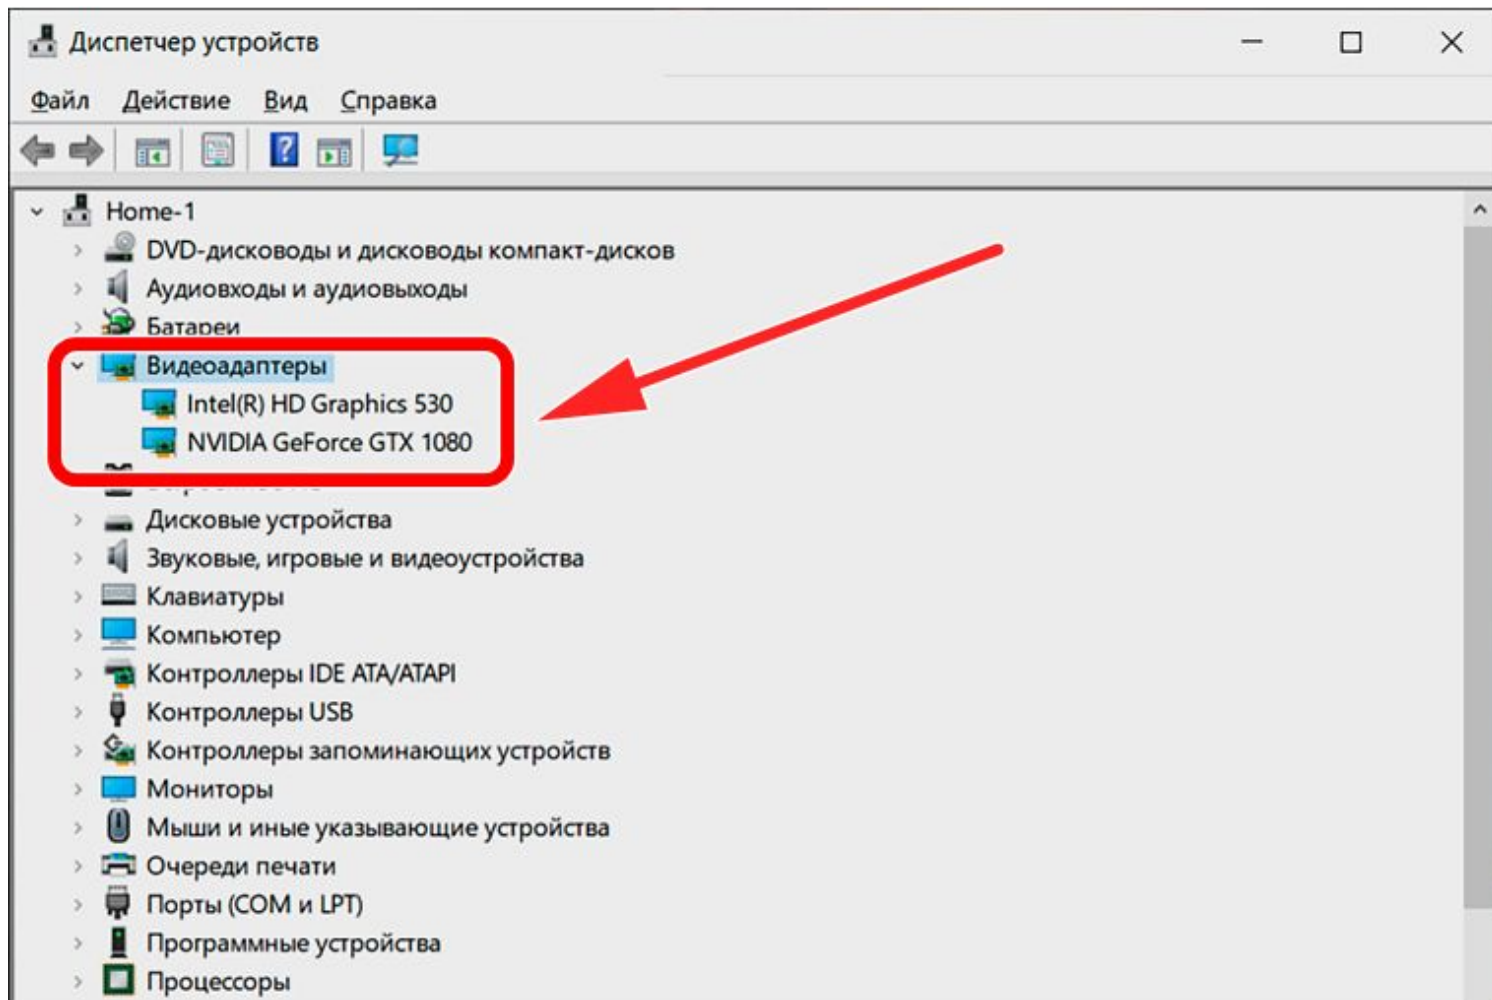 Диспетчер устройств
Файл Действие Вид Справка
Home-1
DVD-дисководы и дисководы компакт-дисков
Аудиовходы и аудиовыходы
Батареи
Видеоадаптеры
Intel(R) HD Graphics 530
NVIDIA GeForce GTX 1080
Дисковые устройства
Звуковые, игровые и видеоустройства
Клавиатуры
Компьютер
Контроллеры IDE ATA/ATAPI
Контроллеры USB
Контроллеры запоминающих устройств
Мониторы
Мыши и иные указывающие устройства
Очереди печати
Порты (COM и LPT)
Программные устройства
Процессоры